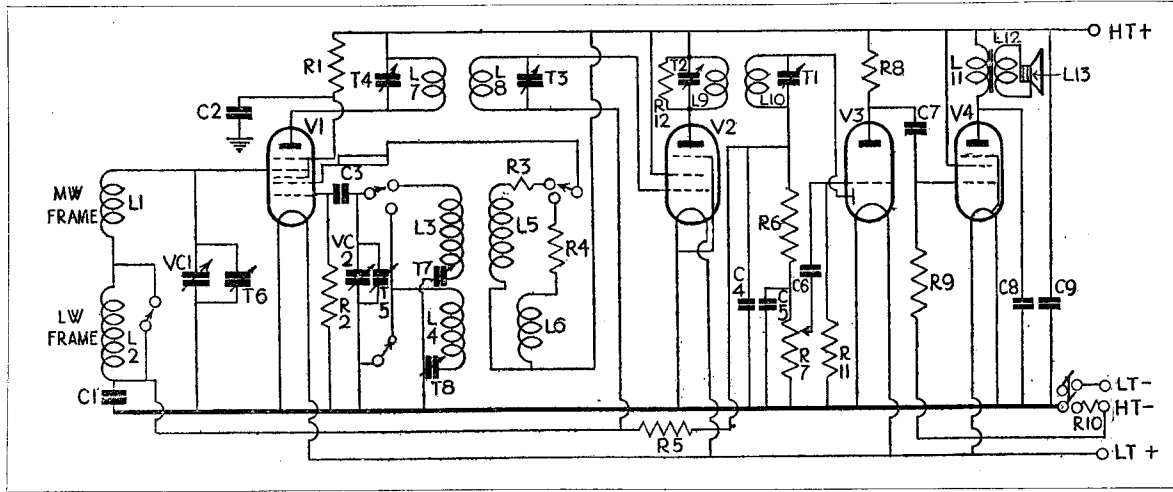 HT+
R1
T4
L7
L8
T3
T2
R12
L9
L10
T1
R8
L11
L12
L13
C2
V1
V2
V3
C7
V4
MW FRAME
L1
C3
R3
R4
VC1
T6
R2
VC2
T5
L3
T7
L4
T8
L5
L6
R6
C4
C5
C6
R7
R11
R9
C8
C9
LW FRAME
L2
C1
R5
LT-
HT-
R10
LT+